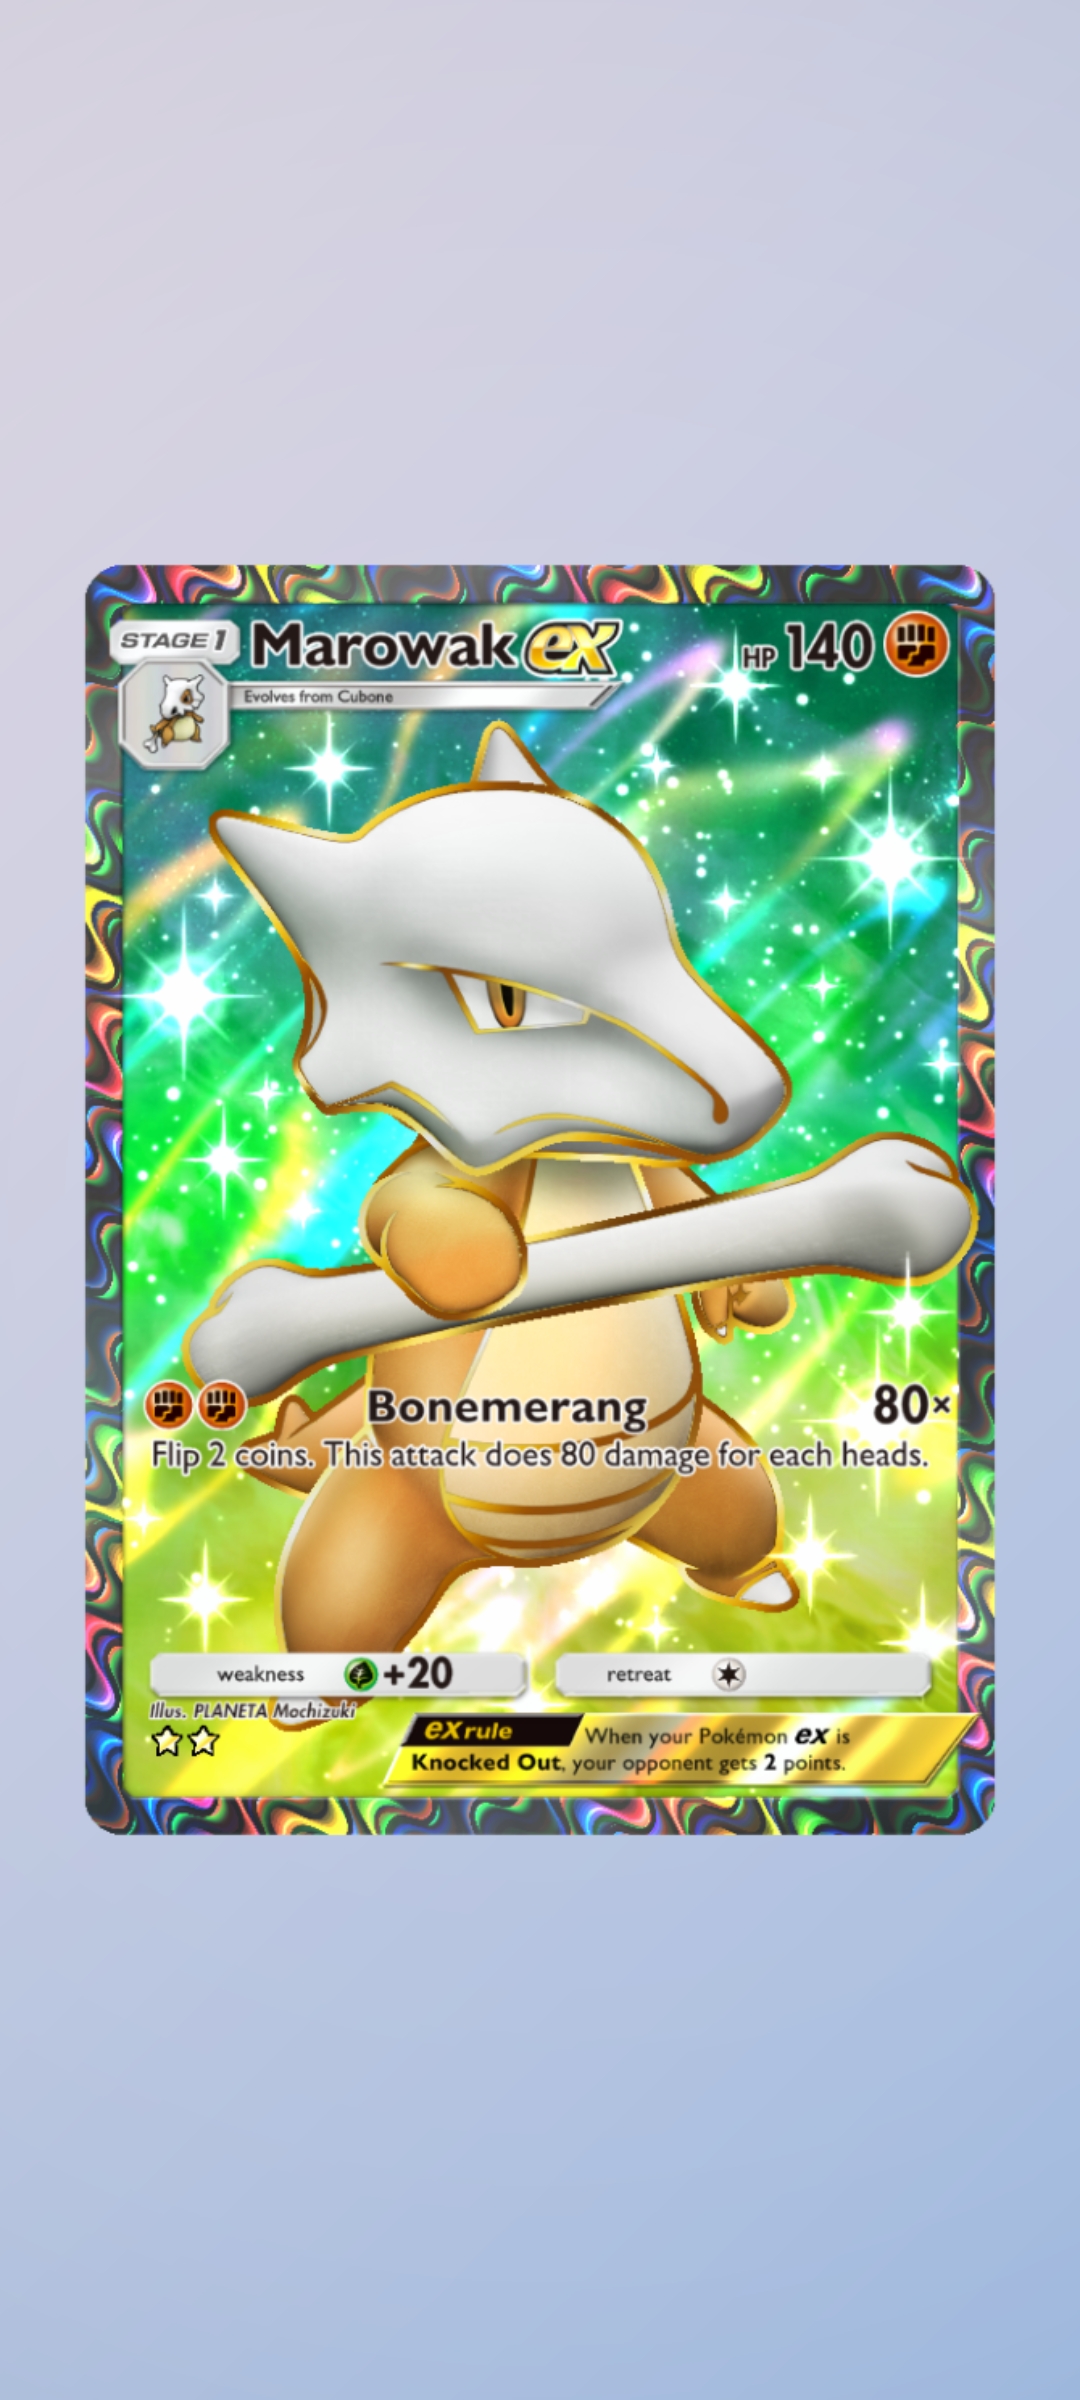 STAGE 1 Marowak ex HP 140
Evolves from Cubone
Bonemerang 80×
Flip 2 coins. This attack does 80 damage for each heads.
weakness +20 retreat
Illus. PLANETA Mochizuki
ex rule When your Pokémon ex is
Knocked Out, your opponent gets 2 points.